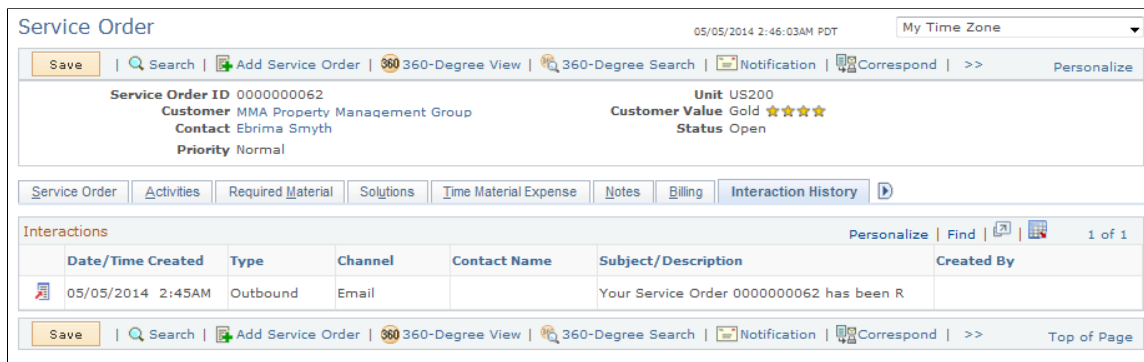 Service Order
05/05/2014 2:46:03AM PDT
My Time Zone
Save | Search | Add Service Order | 360 360-Degree View | 360-Degree Search | Notification | Correspond | >> Personalize
Service Order ID 0000000062 Unit US200
Customer MMA Property Management Group Customer Value Gold
Contact Ebrima Smyth Status Open
Priority Normal
Service Order Activities Required Material Solutions Time Material Expense Notes Billing Interaction History
Interactions Personalize | Find | | 1 of 1
Date/Time Created Type Channel Contact Name Subject/Description Created By
05/05/2014 2:45AM Outbound Email Your Service Order 0000000062 has been R
Save | Search | Add Service Order | 360 360-Degree View | 360-Degree Search | Notification | Correspond | >> Top of Page